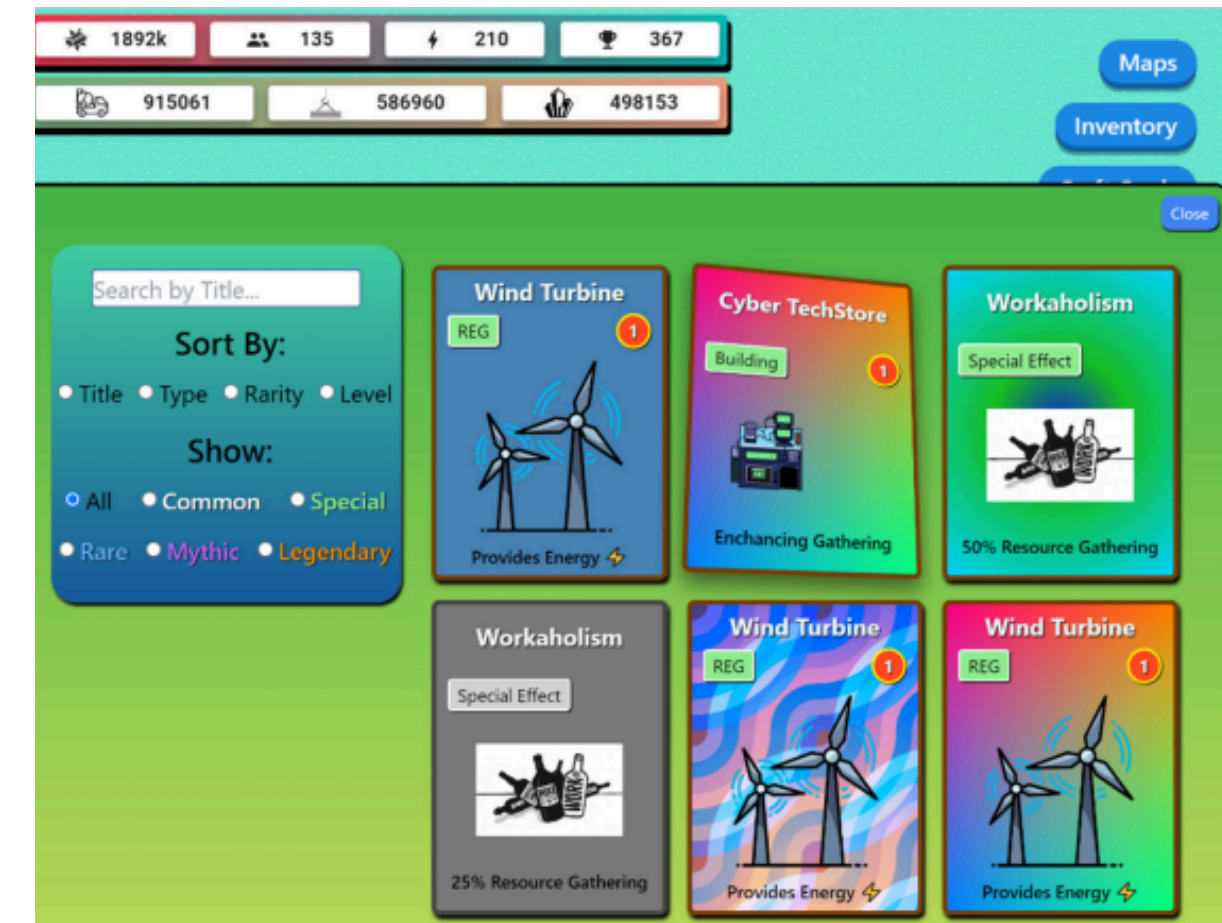 1892k 135 210 367
915061 586960 498153
Maps
Inventory
Close
Search by Title...
Sort By:
Title Type Rarity Level
Show:
All Common Special
Rare Mythic Legendary
Wind Turbine
REG 1
Provides Energy
Cyber TechStore
Building 1
Enchancing Gathering
Workaholism
Special Effect
WORK
50% Resource Gathering
Workaholism
Special Effect
WORK
25% Resource Gathering
Wind Turbine
REG 1
Provides Energy
Wind Turbine
REG 1
Provides Energy